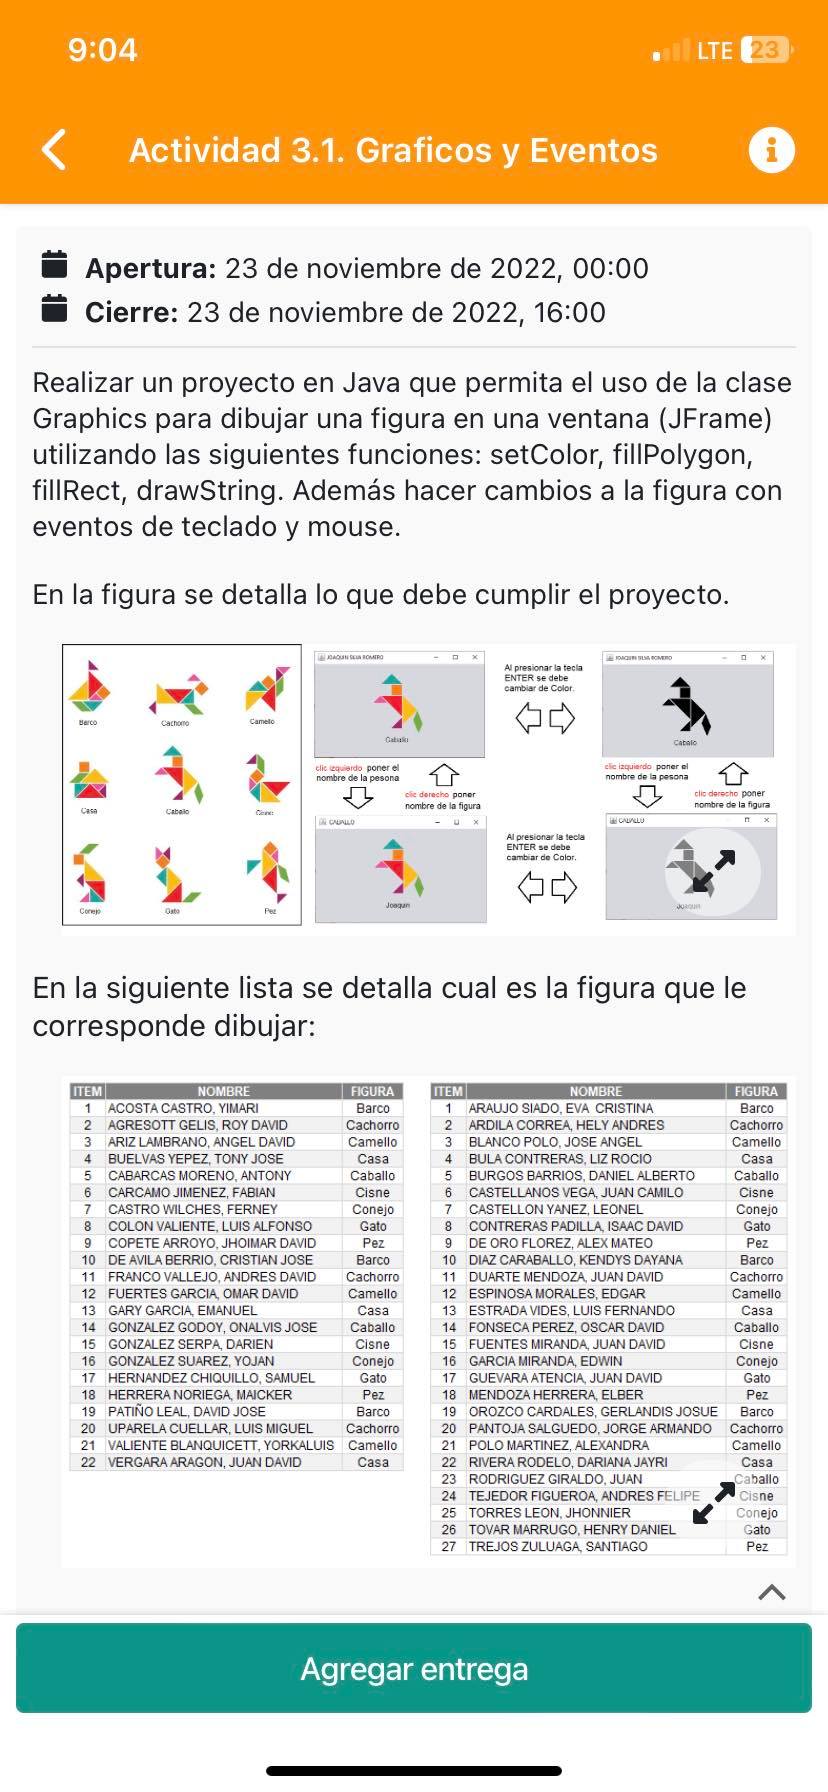 9:04
LTE 23
Actividad 3.1. Graficos y Eventos
Apertura: 23 de noviembre de 2022, 00:00
Cierre: 23 de noviembre de 2022, 16:00
Realizar un proyecto en Java que permita el uso de la clase
Graphics para dibujar una figura en una ventana (JFrame)
utilizando las siguientes funciones: setColor, fillPolygon,
fillRect, drawString. Además hacer cambios a la figura con
eventos de teclado y mouse.
En la figura se detalla lo que debe cumplir el proyecto.
Barco
Cachorro
Camello
Casa
Caballo
Cisne
Conejo
Gato
Pez
JOAQUIN SILVA ROMERO
Caballo
Al presionar la tecla
ENTER se debe
cambiar de Color.
JOAQUIN SILVA ROMERO
Caballo
clic izquierdo poner el
nombre de la pesona
clic derecho poner
nombre de la figura
clic izquierdo poner el
nombre de la pesona
clic derecho poner
nombre de la figura
CABALLO
Joaquin
Al presionar la tecla
ENTER se debe
cambiar de Color.
CABALLO
Joaquin
En la siguiente lista se detalla cual es la figura que le
corresponde dibujar:
ITEM NOMBRE FIGURA
1 ACOSTA CASTRO, YIMARI Barco
2 AGRESOTT GELIS, ROY DAVID Cachorro
3 ARIZ LAMBRANO, ANGEL DAVID Camello
4 BUELVAS YEPEZ, TONY JOSE Casa
5 CABARCAS MORENO, ANTONY Caballo
6 CARCAMO JIMENEZ, FABIAN Cisne
7 CASTRO WILCHES, FERNEY Conejo
8 COLON VALIENTE, LUIS ALFONSO Gato
9 COPETE ARROYO, JHOIMAR DAVID Pez
10 DE AVILA BERRIO, CRISTIAN JOSE Barco
11 FRANCO VALLEJO, ANDRES DAVID Cachorro
12 FUERTES GARCIA, OMAR DAVID Camello
13 GARY GARCIA, EMANUEL Casa
14 GONZALEZ GODOY, ONALVIS JOSE Caballo
15 GONZALEZ SERPA, DARIEN Cisne
16 GONZALEZ SUAREZ, YOJAN Conejo
17 HERNANDEZ CHIQUILLO, SAMUEL Gato
18 HERRERA NORIEGA, MAICKER Pez
19 PATIÑO LEAL, DAVID JOSE Barco
20 UPARELA CUELLAR, LUIS MIGUEL Cachorro
21 VALIENTE BLANQUICETT, YORKALUIS Camello
22 VERGARA ARAGON, JUAN DAVID Casa
ITEM NOMBRE FIGURA
1 ARAUJO SIADO, EVA CRISTINA Barco
2 ARDILA CORREA, HELY ANDRES Cachorro
3 BLANCO POLO, JOSE ANGEL Camello
4 BULA CONTRERAS, LIZ ROCIO Casa
5 BURGOS BARRIOS, DANIEL ALBERTO Caballo
6 CASTELLANOS VEGA, JUAN CAMILO Cisne
7 CASTELLON YANEZ, LEONEL Conejo
8 CONTRERAS PADILLA, ISAAC DAVID Gato
9 DE ORO FLOREZ, ALEX MATEO Pez
10 DIAZ CARABALLO, KENDYS DAYANA Barco
11 DUARTE MENDOZA, JUAN DAVID Cachorro
12 ESPINOSA MORALES, EDGAR Camello
13 ESTRADA VIDES, LUIS FERNANDO Casa
14 FONSECA PEREZ, OSCAR DAVID Caballo
15 FUENTES MIRANDA, JUAN DAVID Cisne
16 GARCIA MIRANDA, EDWIN Conejo
17 GUEVARA ATENCIA, JUAN DAVID Gato
18 MENDOZA HERRERA, ELBER Pez
19 OROZCO CARDALES, GERLANDIS JOSUE Barco
20 PANTOJA SALGUEDO, JORGE ARMANDO Cachorro
21 POLO MARTINEZ, ALEXANDRA Camello
22 RIVERA RODELO, DARIANA JAYRI Casa
23 RODRIGUEZ GIRALDO, JUAN Caballo
24 TEJEDOR FIGUEROA, ANDRES FELIPE Cisne
25 TORRES LEON, JHONNIER Conejo
26 TOVAR MARRUGO, HENRY DANIEL Gato
27 TREJOS ZULUAGA, SANTIAGO Pez
Agregar entrega